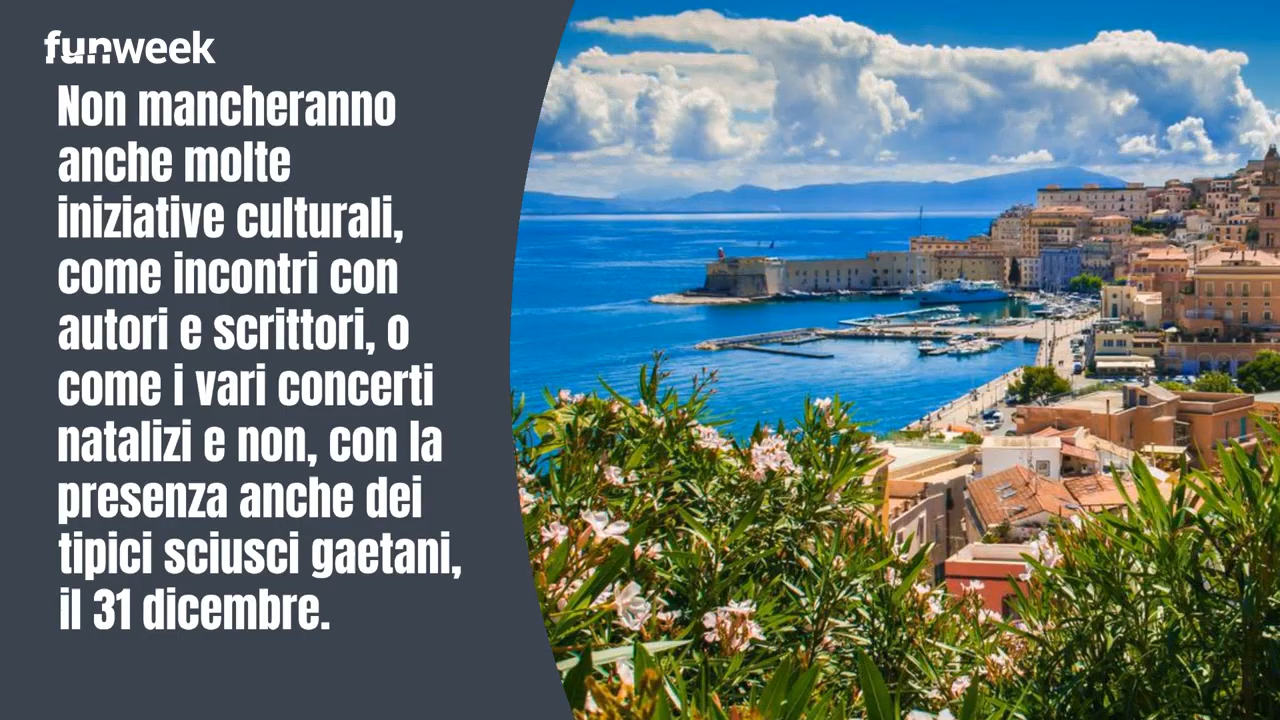 funweek
Non mancheranno
anche molte
iniziative culturali,
come incontri con
autori e scrittori, o
come i vari concerti
natalizi e non, con la
presenza anche dei
tipici sciusci gaetani,
il 31 dicembre.